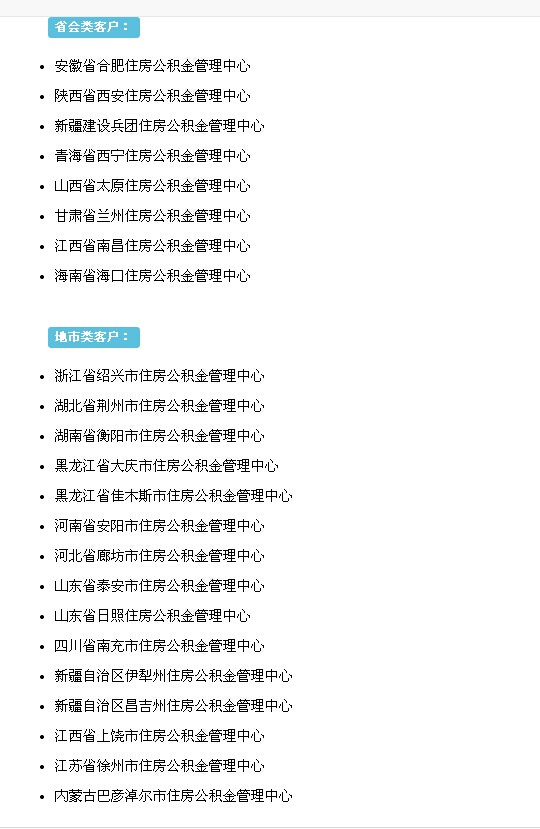 省会类客户：
安徽省合肥住房公积金管理中心
陕西省西安住房公积金管理中心
新疆建设兵团住房公积金管理中心
青海省西宁住房公积金管理中心
山西省太原住房公积金管理中心
甘肃省兰州住房公积金管理中心
江西省南昌住房公积金管理中心
海南省海口住房公积金管理中心
地市类客户：
浙江省绍兴市住房公积金管理中心
湖北省荆州市住房公积金管理中心
湖南省衡阳市住房公积金管理中心
黑龙江省大庆市住房公积金管理中心
黑龙江省佳木斯市住房公积金管理中心
河南省安阳市住房公积金管理中心
河北省廊坊市住房公积金管理中心
山东省泰安市住房公积金管理中心
山东省日照住房公积金管理中心
四川省南充市住房公积金管理中心
新疆自治区伊犁州住房公积金管理中心
新疆自治区昌吉州住房公积金管理中心
江西省上饶市住房公积金管理中心
江苏省徐州市住房公积金管理中心
内蒙古巴彦淖尔市住房公积金管理中心